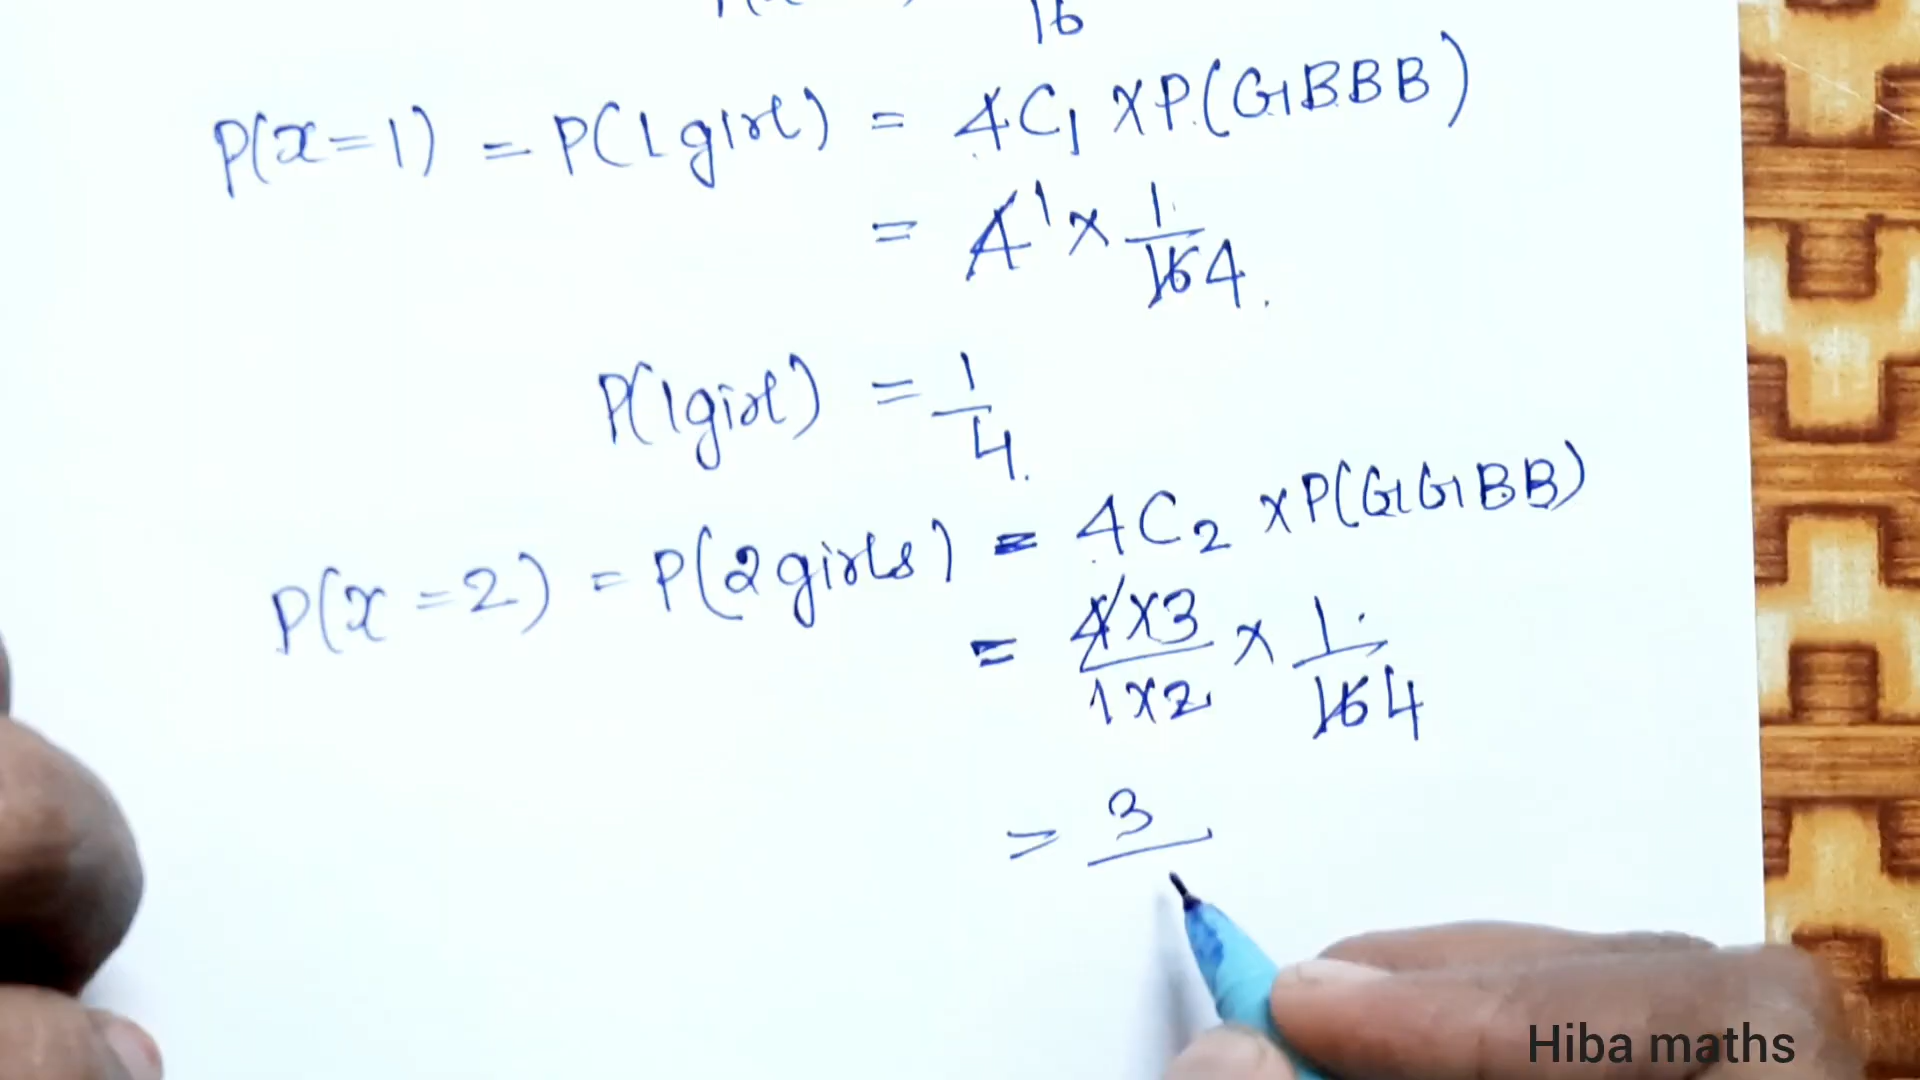 16
P(x=1) = P(1 girl) = 4C₁ × P(GBBB)
= 4 1 × 1/16 4.
P(1 girl) = 1/4.
P(x=2) = P(2 girls) = 4C₂ × P(GGBB)
= 4×3/1×2 × 1/16 4
= 3
Hiba maths